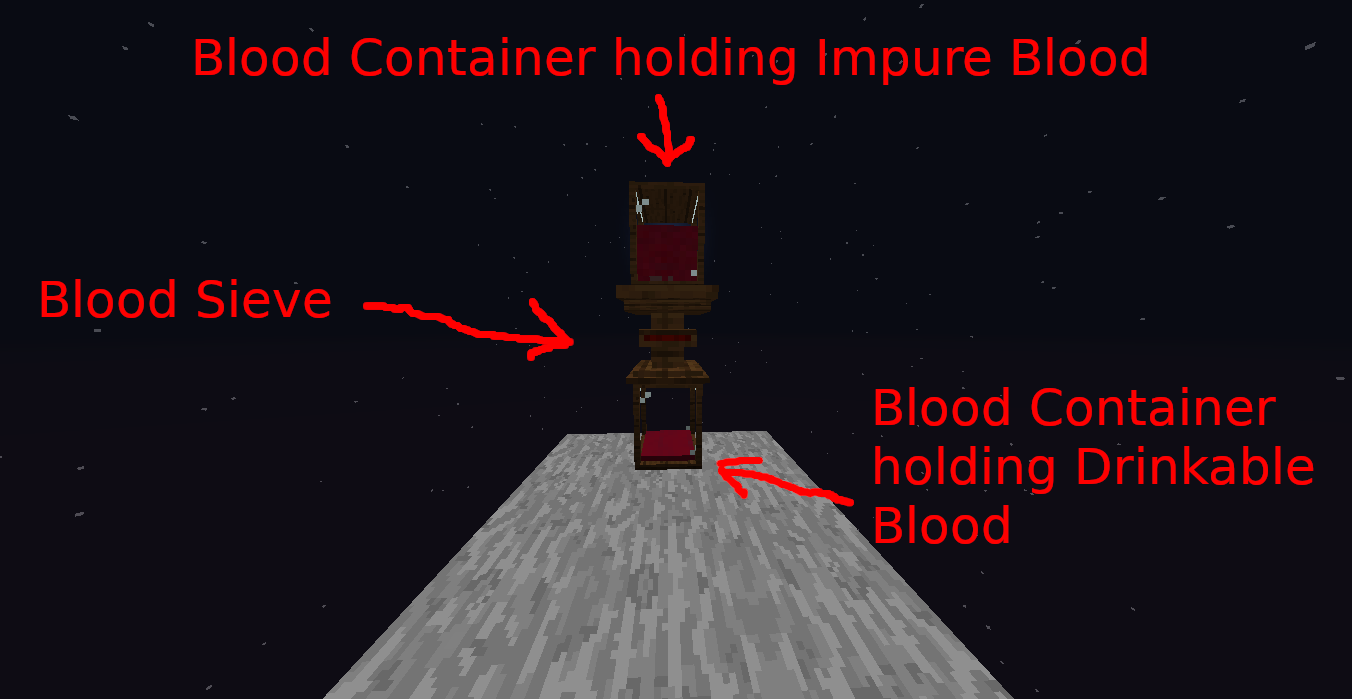 Blood Container holding Impure Blood
Blood Sieve
Blood Container
holding Drinkable
Blood